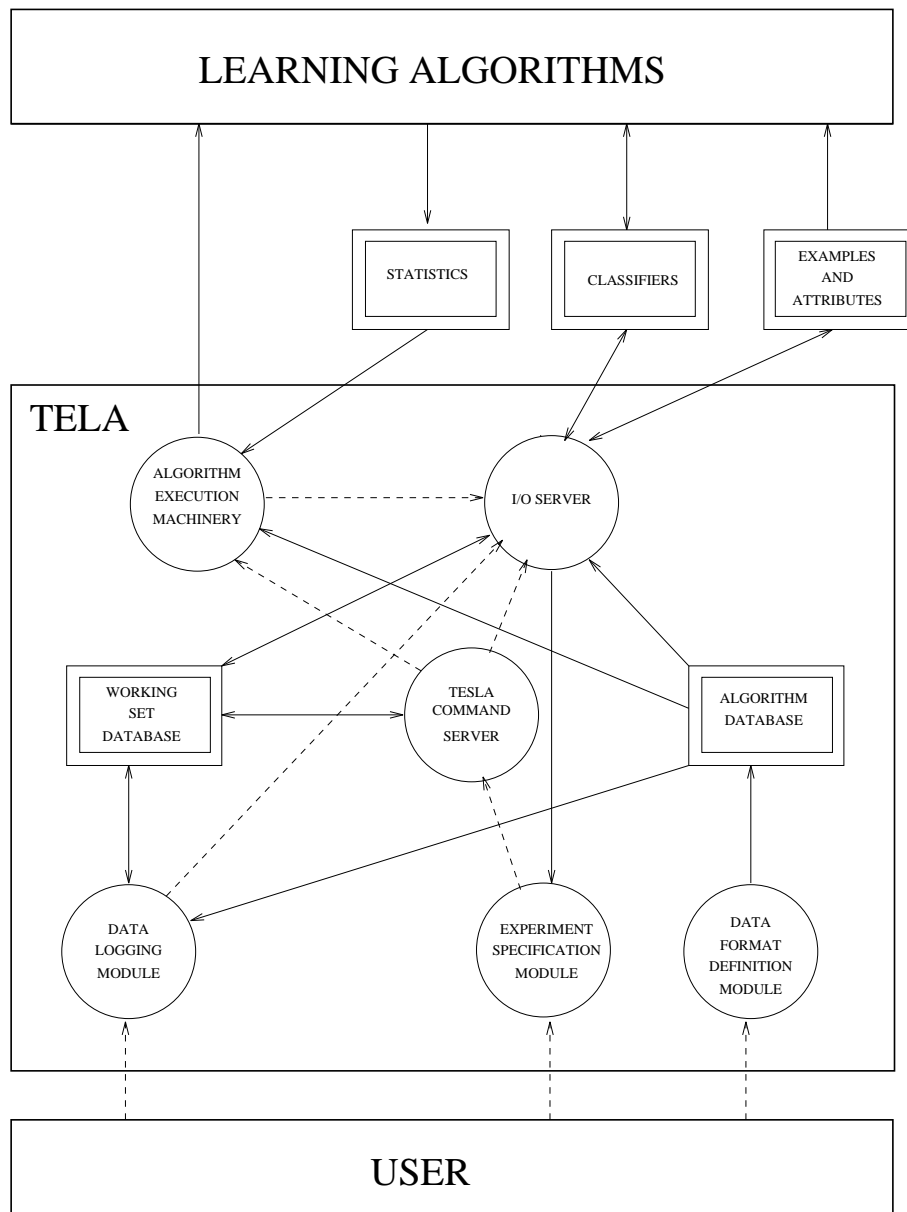 LEARNING ALGORITHMS
STATISTICS
CLASSIFIERS
EXAMPLES
AND
ATTRIBUTES
TELA
ALGORITHM
EXECUTION
MACHINERY
I/O SERVER
WORKING
SET
DATABASE
TESLA
COMMAND
SERVER
ALGORITHM
DATABASE
DATA
LOGGING
MODULE
EXPERIMENT
SPECIFICATION
MODULE
DATA
FORMAT
DEFINITION
MODULE
USER